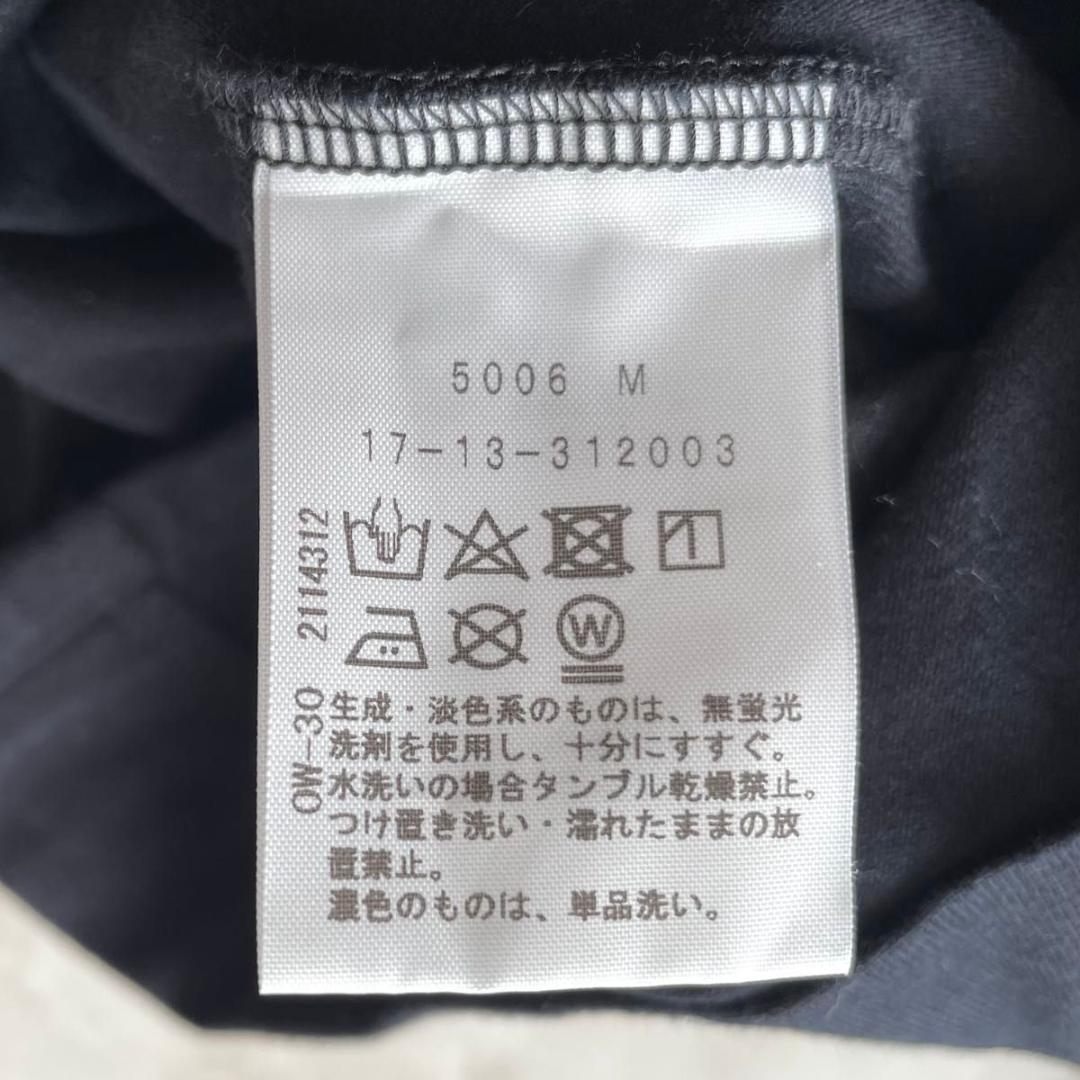 5006 M
17-13-312003
W
生成・淡色系のものは、無蛍光
洗剤を使用し、十分にすすぐ。
水洗いの場合タンブル乾燥禁止。
つけ置き洗い・濡れたままの放
置禁止。
濃色のものは、単品洗い。
OW-30 2114312